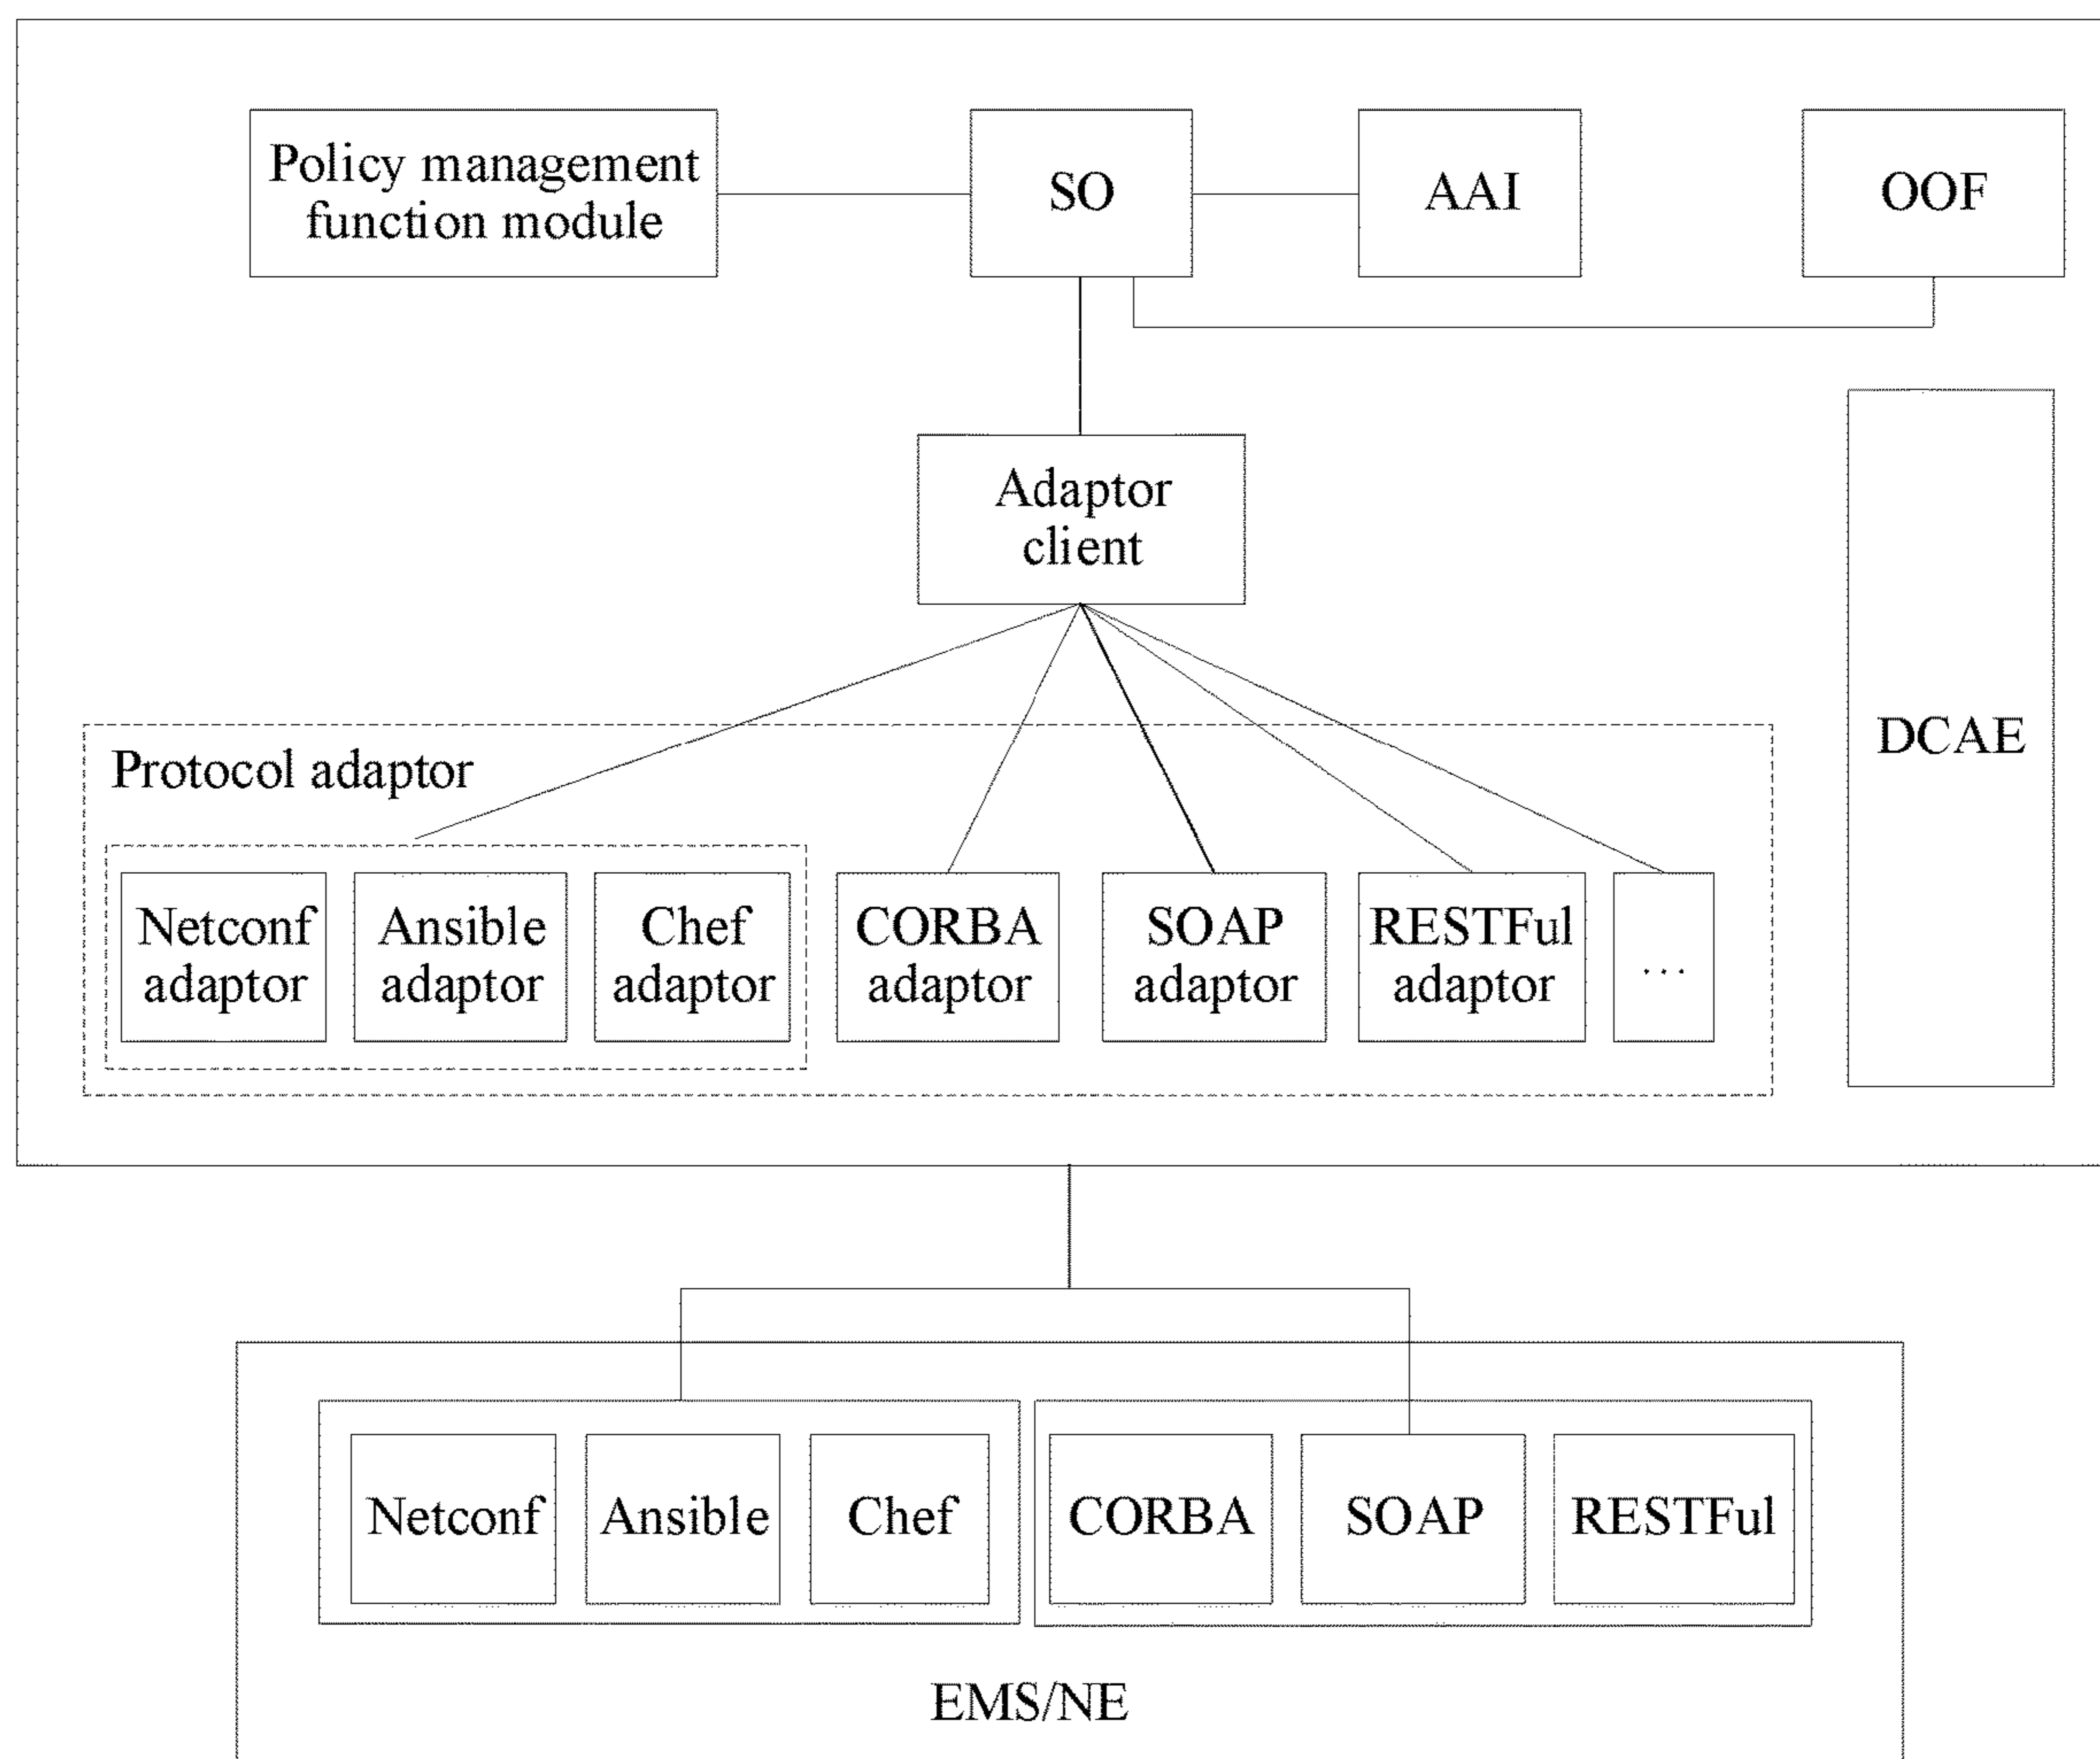 Policy management
function module
SO
AAI
OOF
Adaptor
client
DCAE
Protocol adaptor
Netconf
adaptor
Ansible
adaptor
Chef
adaptor
CORBA
adaptor
SOAP
adaptor
RESTFul
adaptor
...
Netconf
Ansible
Chef
CORBA
SOAP
RESTFul
EMS/NE